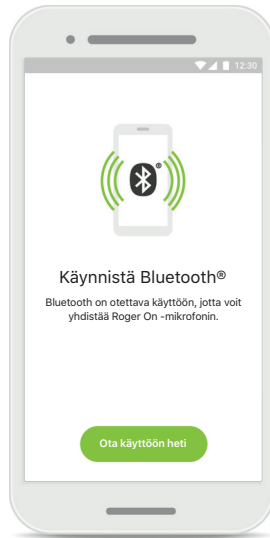 12:30
®
Käynnistä Bluetooth®
Bluetooth on otettava käyttöön, jotta voit
yhdistää Roger On -mikrofonin.
Ota käyttöön heti